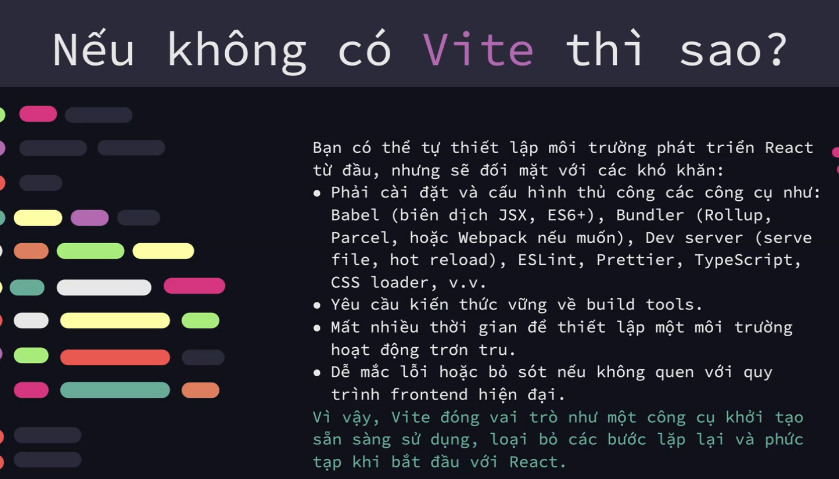 Nếu không có Vite thì sao?
Bạn có thể tự thiết lập môi trường phát triển React
từ đầu, nhưng sẽ đối mặt với các khó khăn:
• Phải cài đặt và cấu hình thủ công các công cụ như:
Babel (biên dịch JSX, ES6+), Bundler (Rollup,
Parcel, hoặc Webpack nếu muốn), Dev server (serve
file, hot reload), ESLint, Prettier, TypeScript,
CSS loader, v.v.
• Yêu cầu kiến thức vững về build tools.
• Mất nhiều thời gian để thiết lập một môi trường
hoạt động trơn tru.
• Dễ mắc lỗi hoặc bỏ sót nếu không quen với quy
trình frontend hiện đại.
Vì vậy, Vite đóng vai trò như một công cụ khởi tạo
sẵn sàng sử dụng, loại bỏ các bước lặp lại và phức
tạp khi bắt đầu với React.